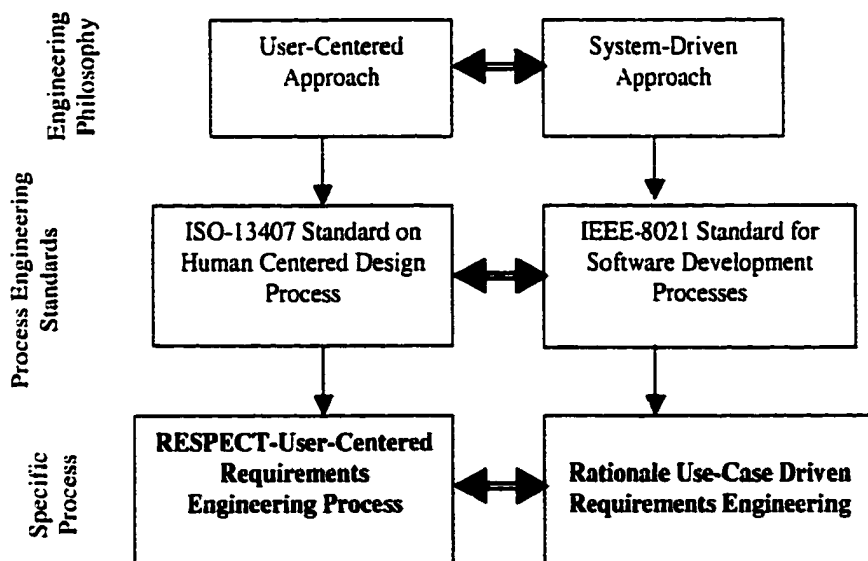 Engineering
Philosophy
User-Centered
Approach
System-Driven
Approach
Process Engineering
Standards
ISO-13407 Standard on
Human Centered Design
Process
IEEE-8021 Standard for
Software Development
Processes
Specific
Process
RESPECT-User-Centered
Requirements
Engineering Process
Rationale Use-Case Driven
Requirements Engineering